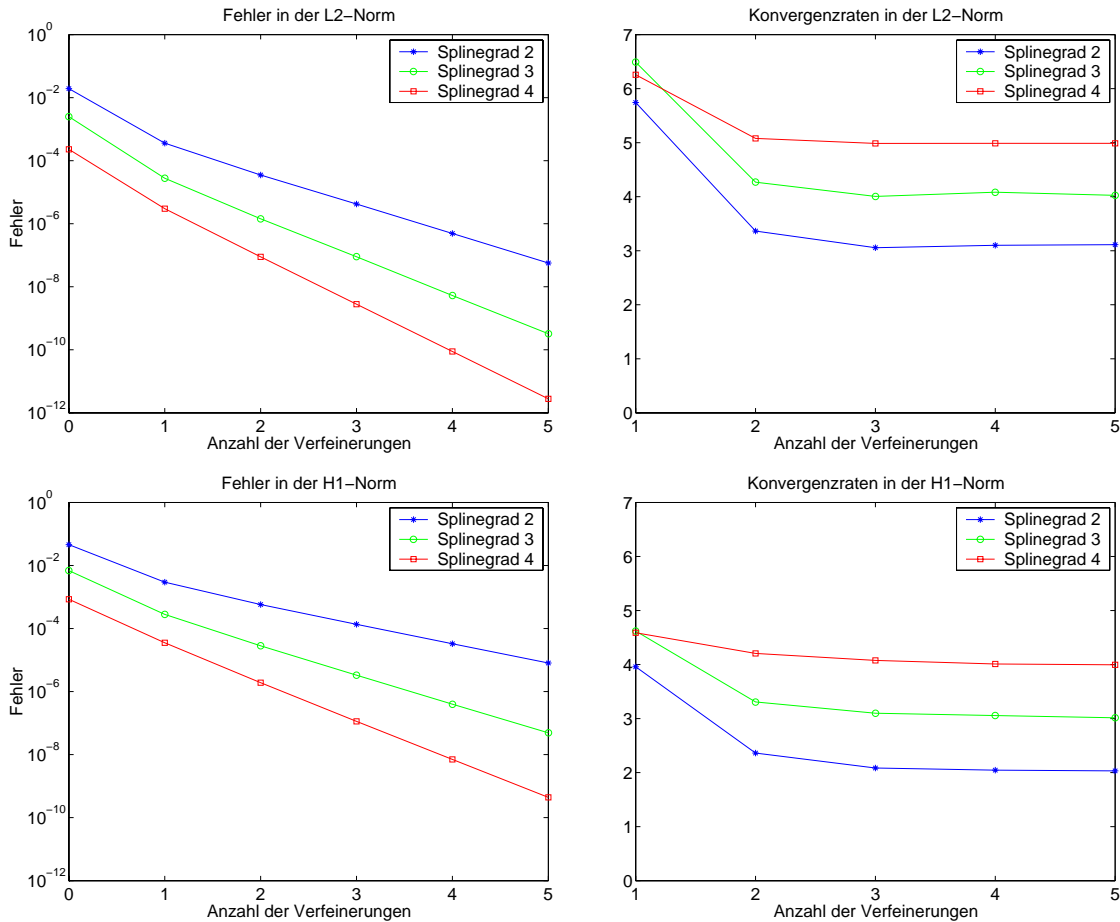 Fehler in der L2−Norm
10^0
10^−2
10^−4
10^−6
10^−8
10^−10
10^−12
Fehler
0 1 2 3 4 5
Anzahl der Verfeinerungen
Splinegrad 2
Splinegrad 3
Splinegrad 4
Konvergenzraten in der L2−Norm
7
6
5
4
3
2
1
0
1 2 3 4 5
Anzahl der Verfeinerungen
Splinegrad 2
Splinegrad 3
Splinegrad 4
Fehler in der H1−Norm
10^0
10^−2
10^−4
10^−6
10^−8
10^−10
10^−12
Fehler
0 1 2 3 4 5
Anzahl der Verfeinerungen
Splinegrad 2
Splinegrad 3
Splinegrad 4
Konvergenzraten in der H1−Norm
7
6
5
4
3
2
1
0
1 2 3 4 5
Anzahl der Verfeinerungen
Splinegrad 2
Splinegrad 3
Splinegrad 4